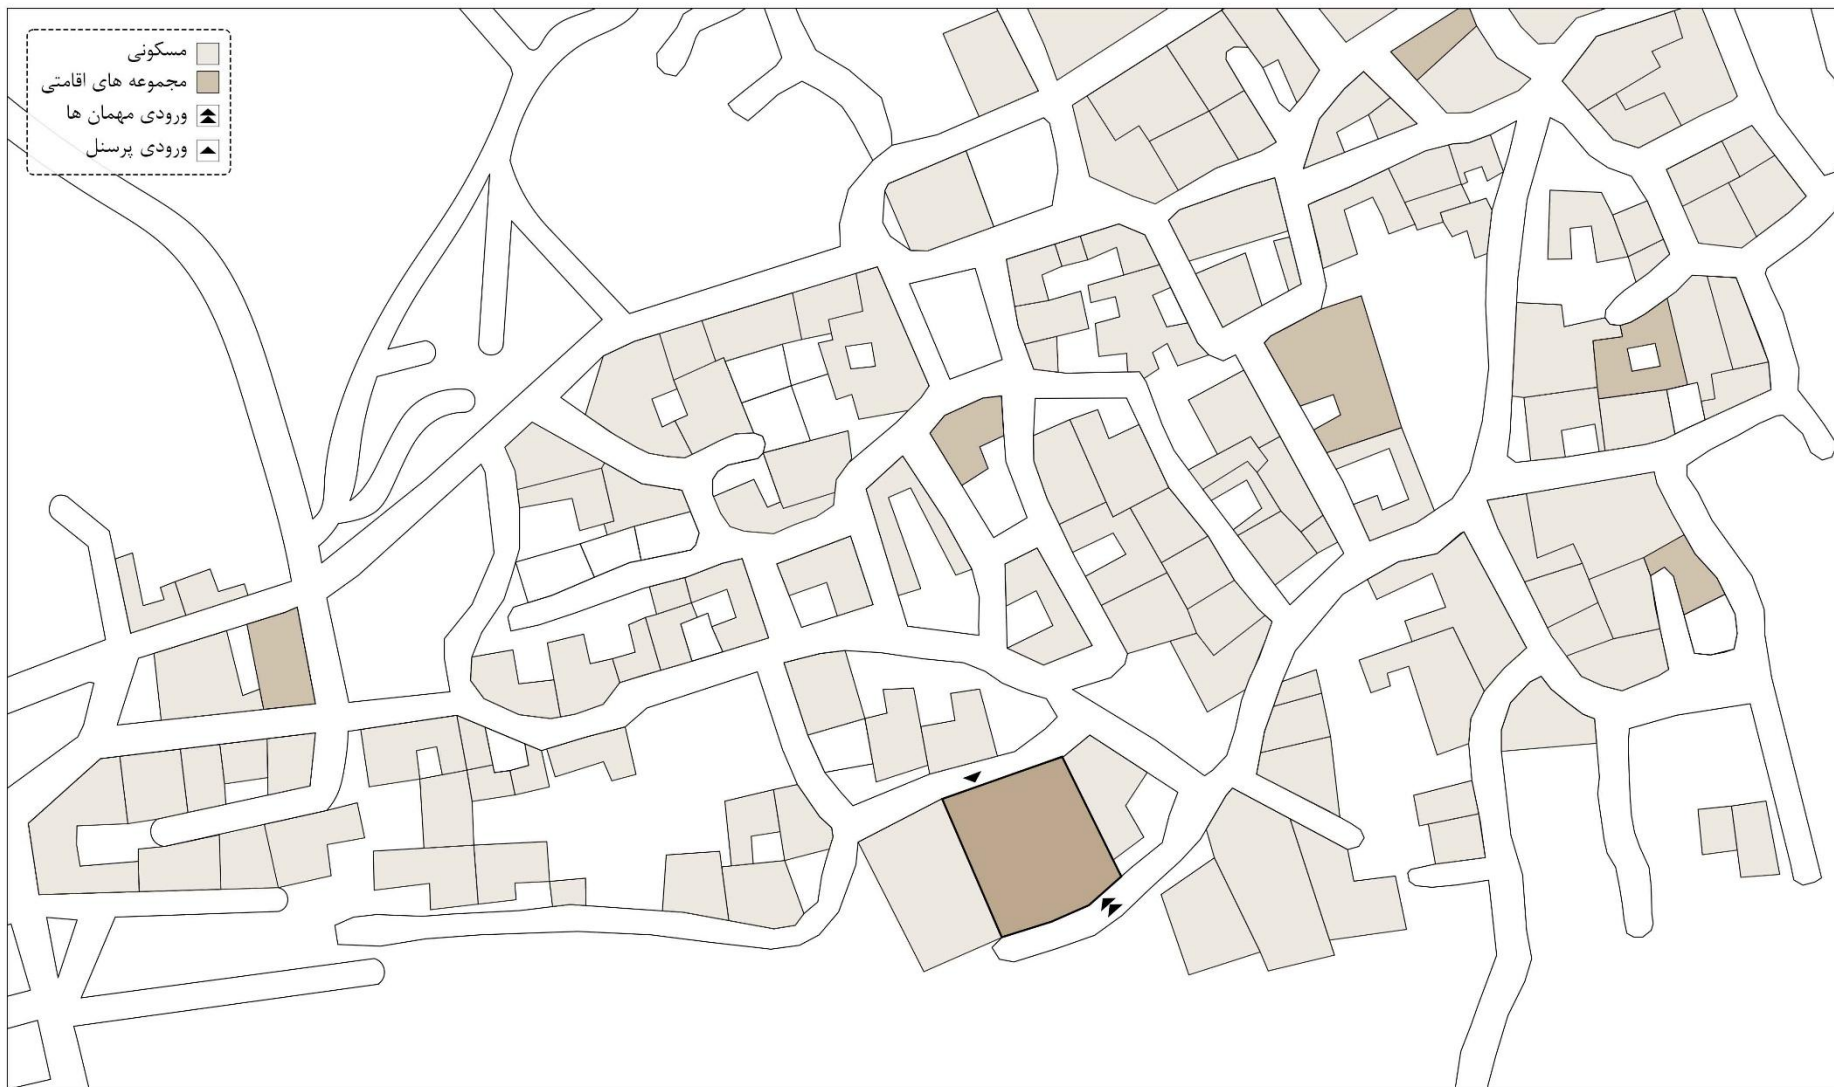 مسکونی
مجموعه های اقامتی
ورودی مهمان ها
ورودی پرسنل